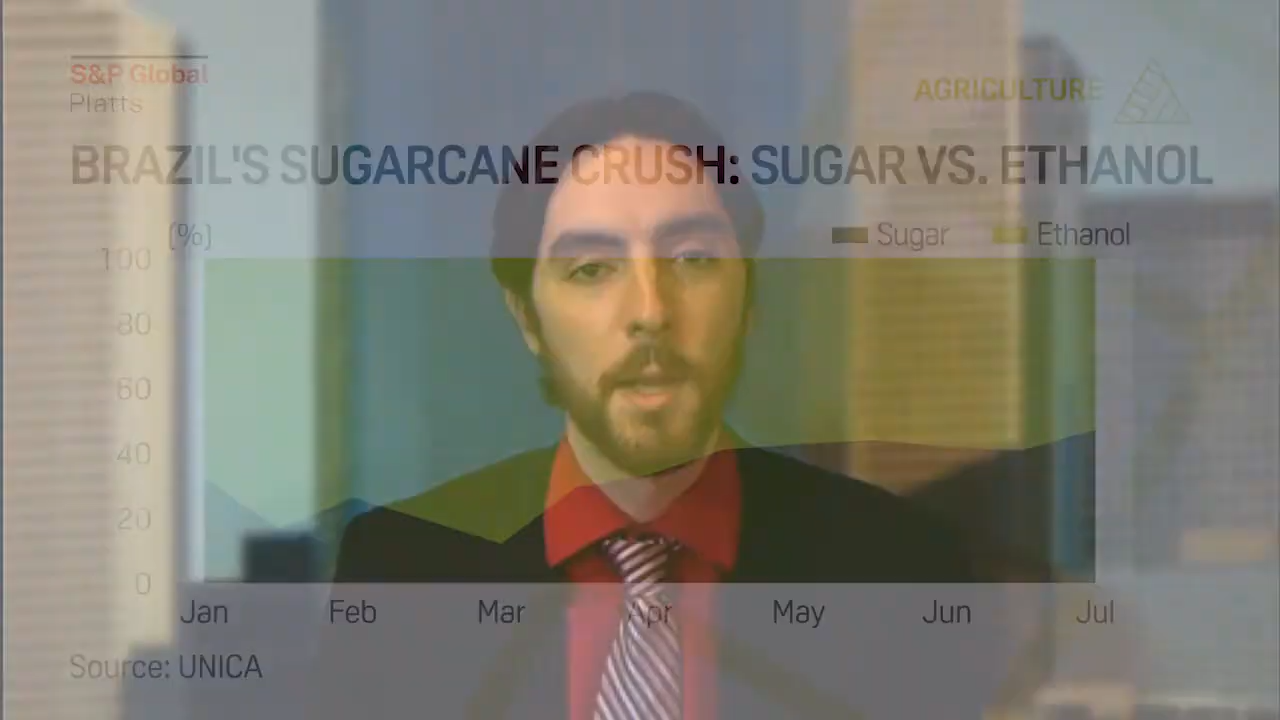 S&P Global
Platts
AGRICULTURE
BRAZIL'S SUGARCANE CRUSH: SUGAR VS. ETHANOL
(%)
Sugar
Ethanol
100
80
60
40
20
0
Jan Feb Mar Apr May Jun Jul
Source: UNICA